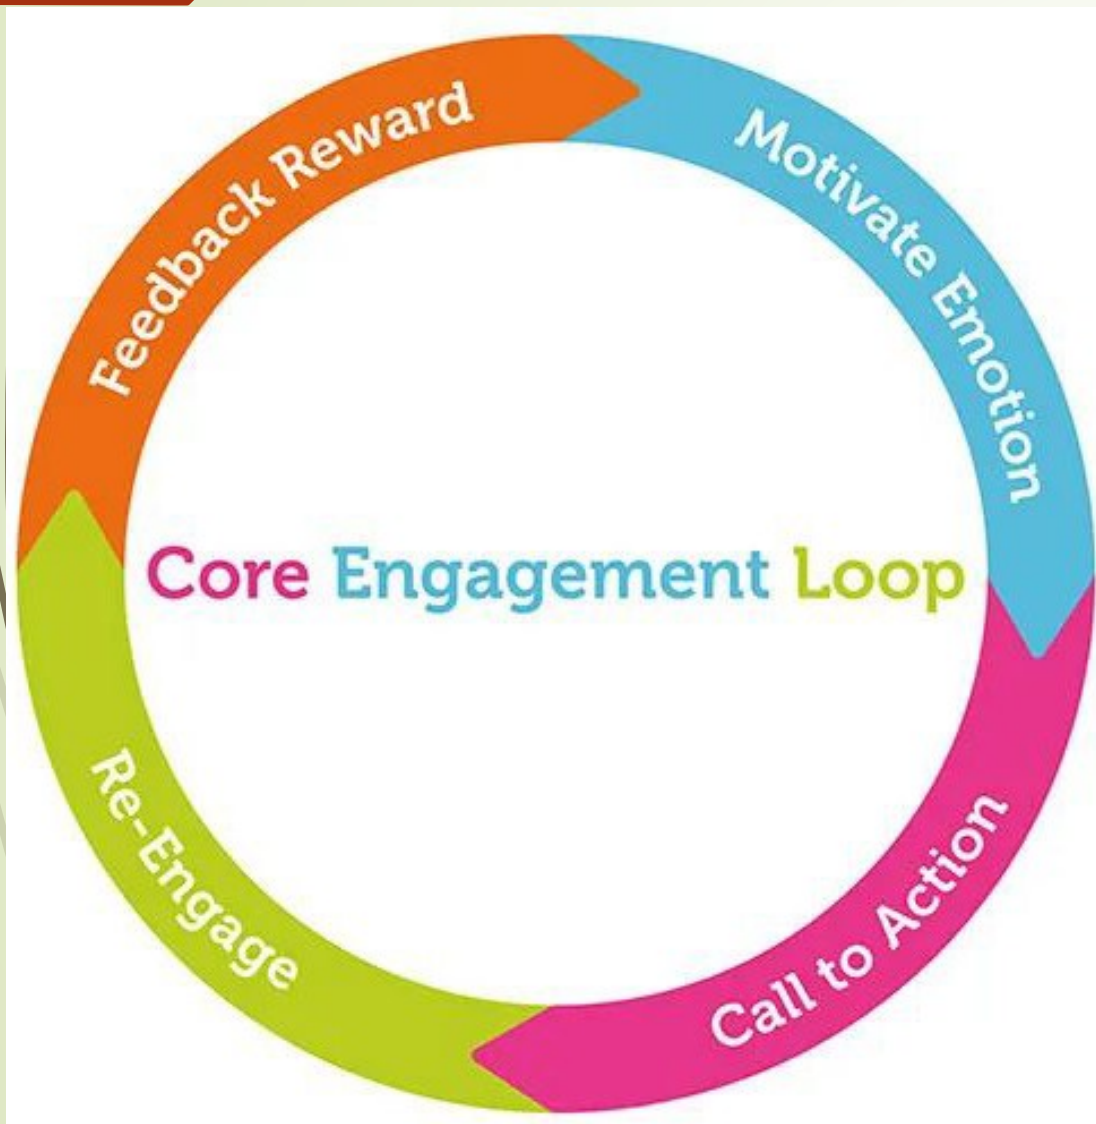 Feedback Reward
Motivate Emotion
Core Engagement Loop
Re-Engage
Call to Action